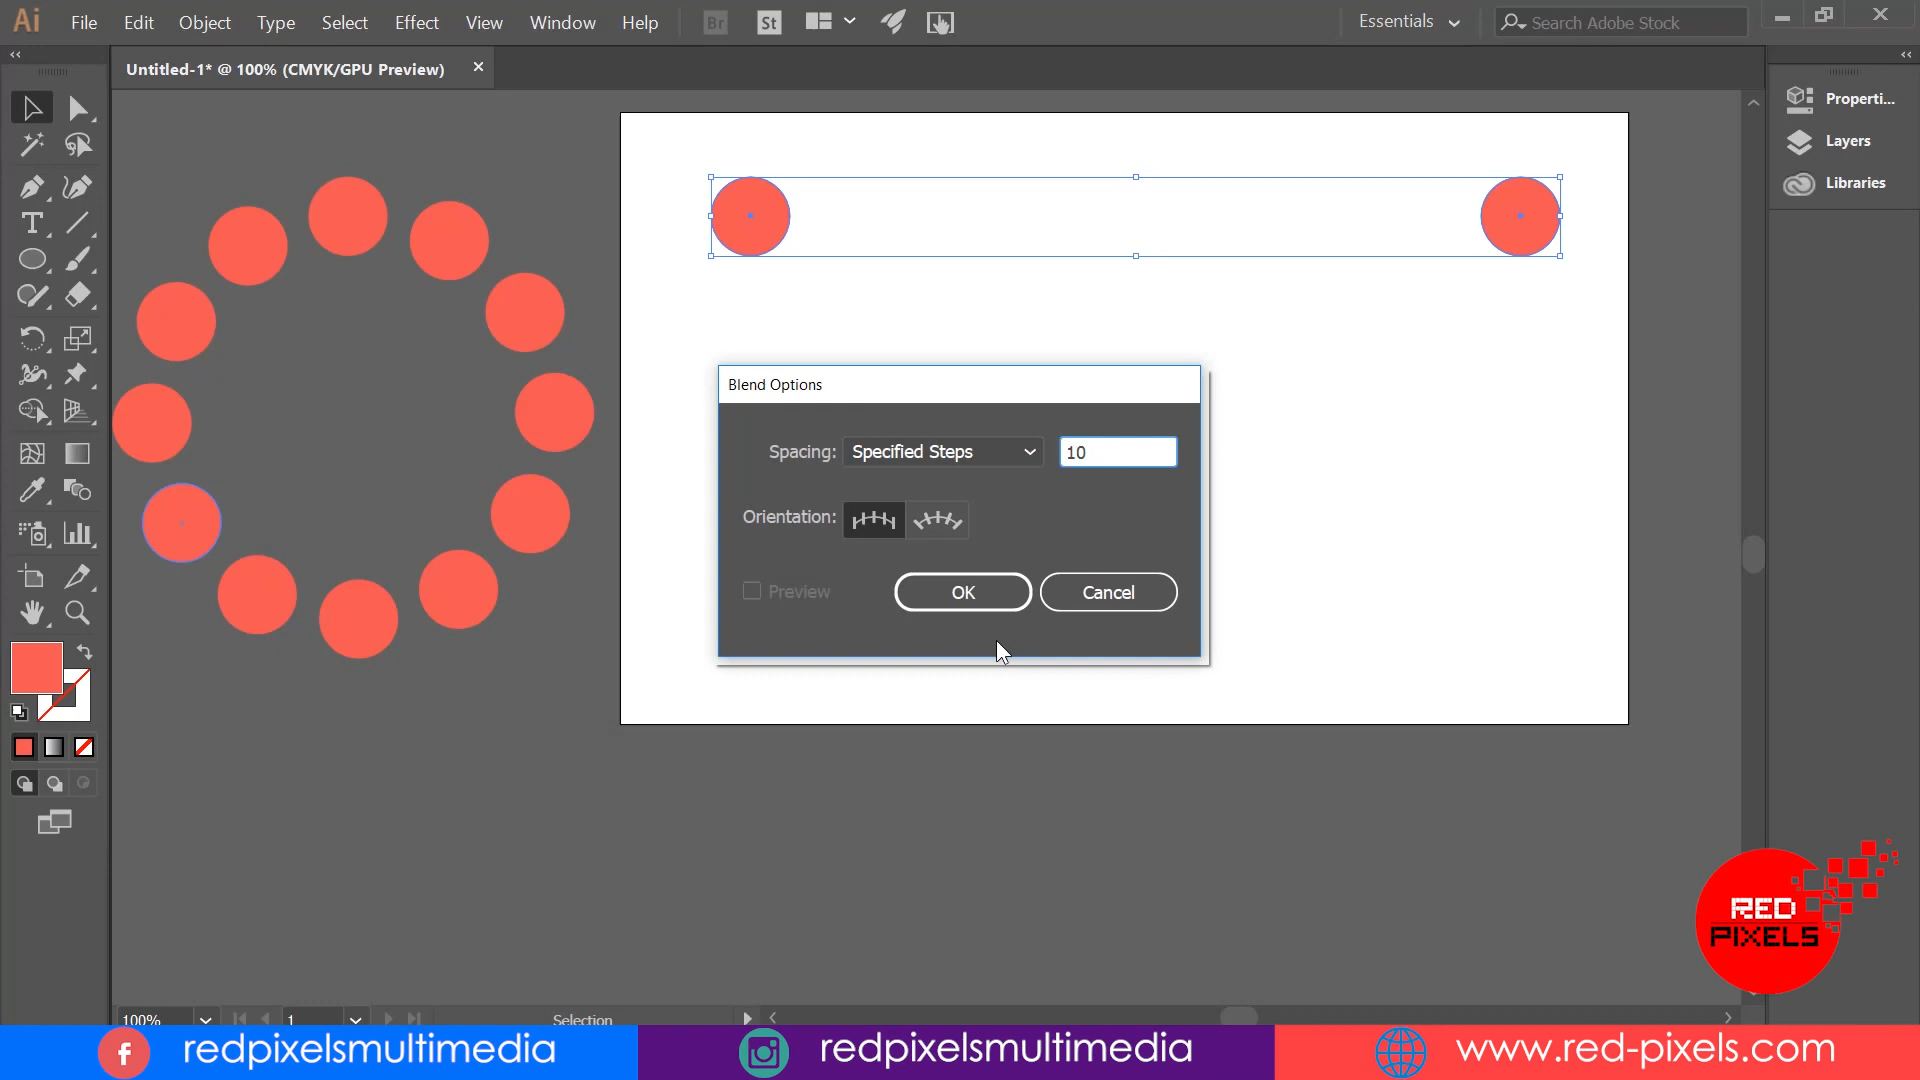 Ai File Edit Object Type Select Effect View Window Help Br St Essentials Search Adobe Stock
Untitled-1* @ 100% (CMYK/GPU Preview)
Properti...
Layers
Libraries
T
Blend Options
Spacing: Specified Steps 10
Orientation:
Preview OK Cancel
RED
PIXELS
100% 1 Selection
f redpixelsmultimedia redpixelsmultimedia www.red-pixels.com